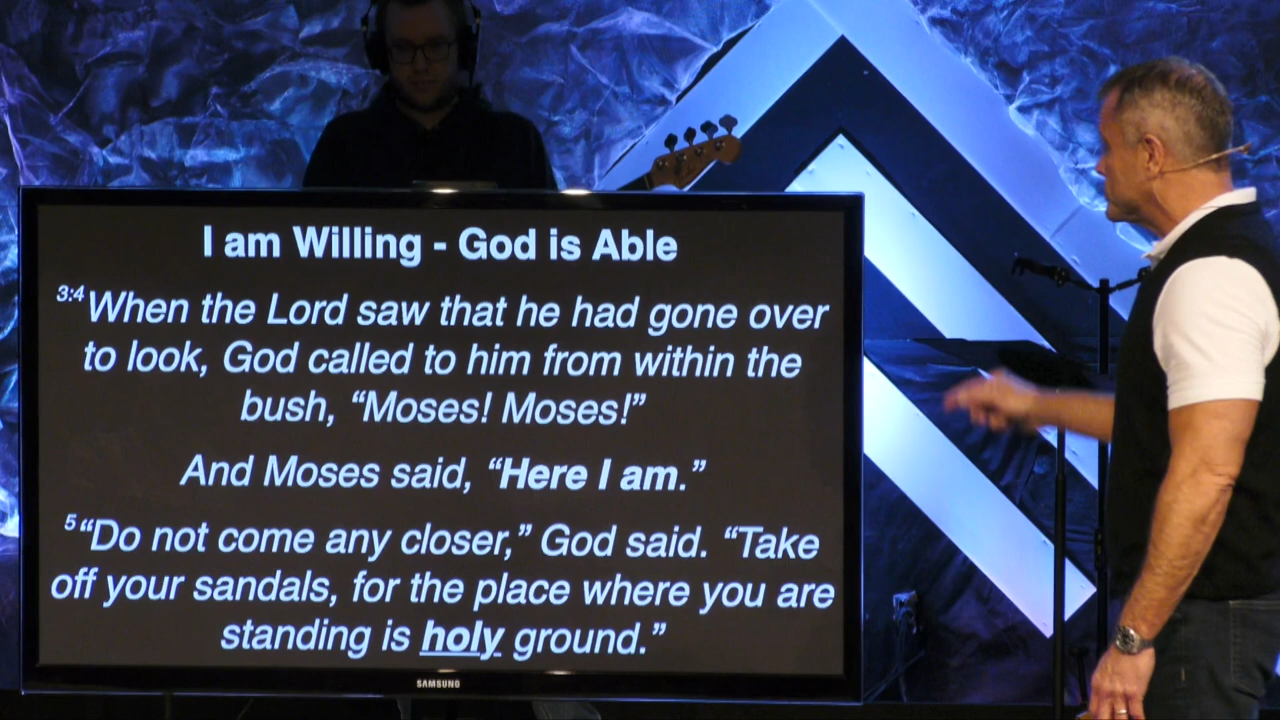 I am Willing - God is Able
3:4 When the Lord saw that he had gone over
to look, God called to him from within the
bush, “Moses! Moses!”
And Moses said, “Here I am.”
5 “Do not come any closer,” God said. “Take
off your sandals, for the place where you are
standing is holy ground.”
SAMSUNG